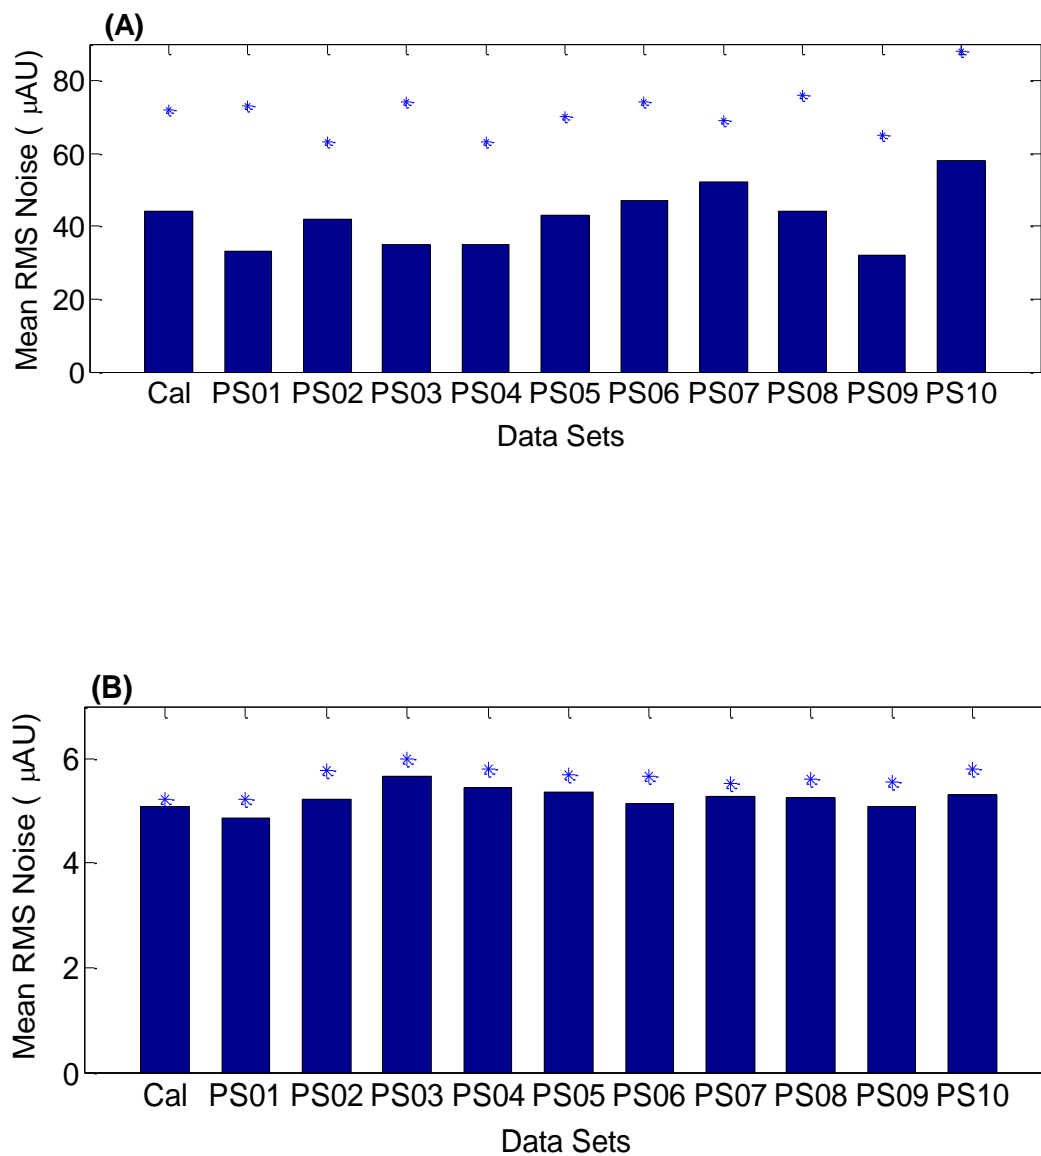 (A)
Mean RMS Noise ( μAU)
80
60
40
20
0
Cal PS01 PS02 PS03 PS04 PS05 PS06 PS07 PS08 PS09 PS10
Data Sets
(B)
Mean RMS Noise ( μAU)
6
4
2
0
Cal PS01 PS02 PS03 PS04 PS05 PS06 PS07 PS08 PS09 PS10
Data Sets